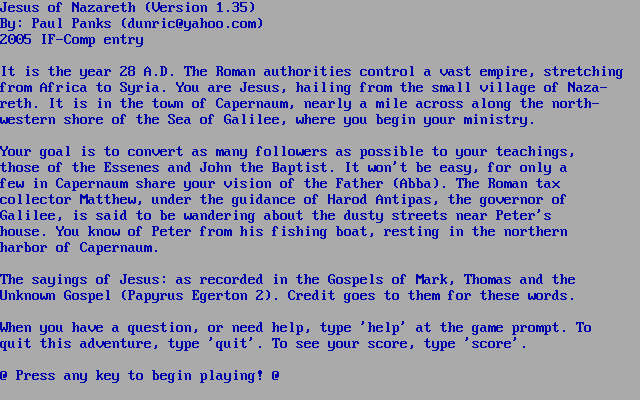 Jesus of Nazareth (Version 1.35)
By: Paul Panks (dunric@yahoo.com)
2005 IF-Comp entry
It is the year 28 A.D. The Roman authorities control a vast empire, stretching
from Africa to Syria. You are Jesus, hailing from the small village of Naza-
reth. It is in the town of Capernaum, nearly a mile across along the north-
western shore of the Sea of Galilee, where you begin your ministry.
Your goal is to convert as many followers as possible to your teachings,
those of the Essenes and John the Baptist. It won't be easy, for only a
few in Capernaum share your vision of the Father (Abba). The Roman tax
collector Matthew, under the guidance of Harod Antipas, the governor of
Galilee, is said to be wandering about the dusty streets near Peter's
house. You know of Peter from his fishing boat, resting in the northern
harbor of Capernaum.
The sayings of Jesus: as recorded in the Gospels of Mark, Thomas and the
Unknown Gospel (Papyrus Egerton 2). Credit goes to them for these words.
When you have a question, or need help, type 'help' at the game prompt. To
quit this adventure, type 'quit'. To see your score, type 'score'.
@ Press any key to begin playing! @